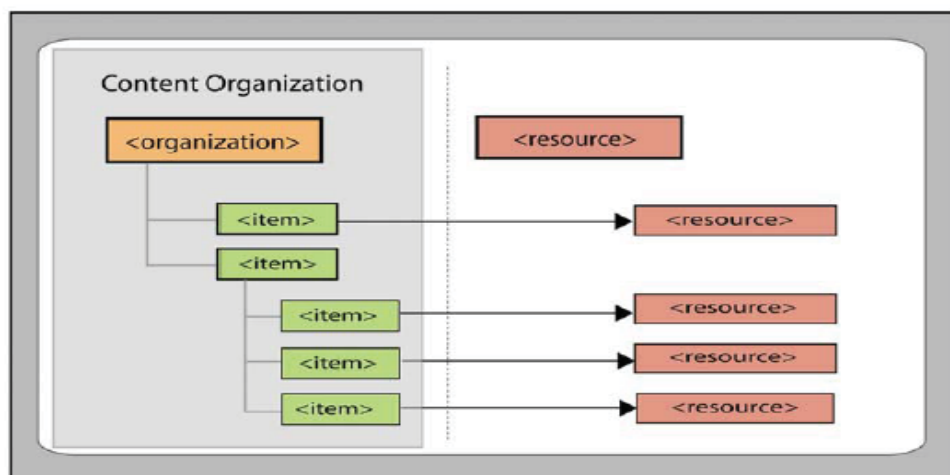 Content Organization
<organization>
<resource>
<item>
<resource>
<item>
<item>
<resource>
<item>
<resource>
<item>
<resource>